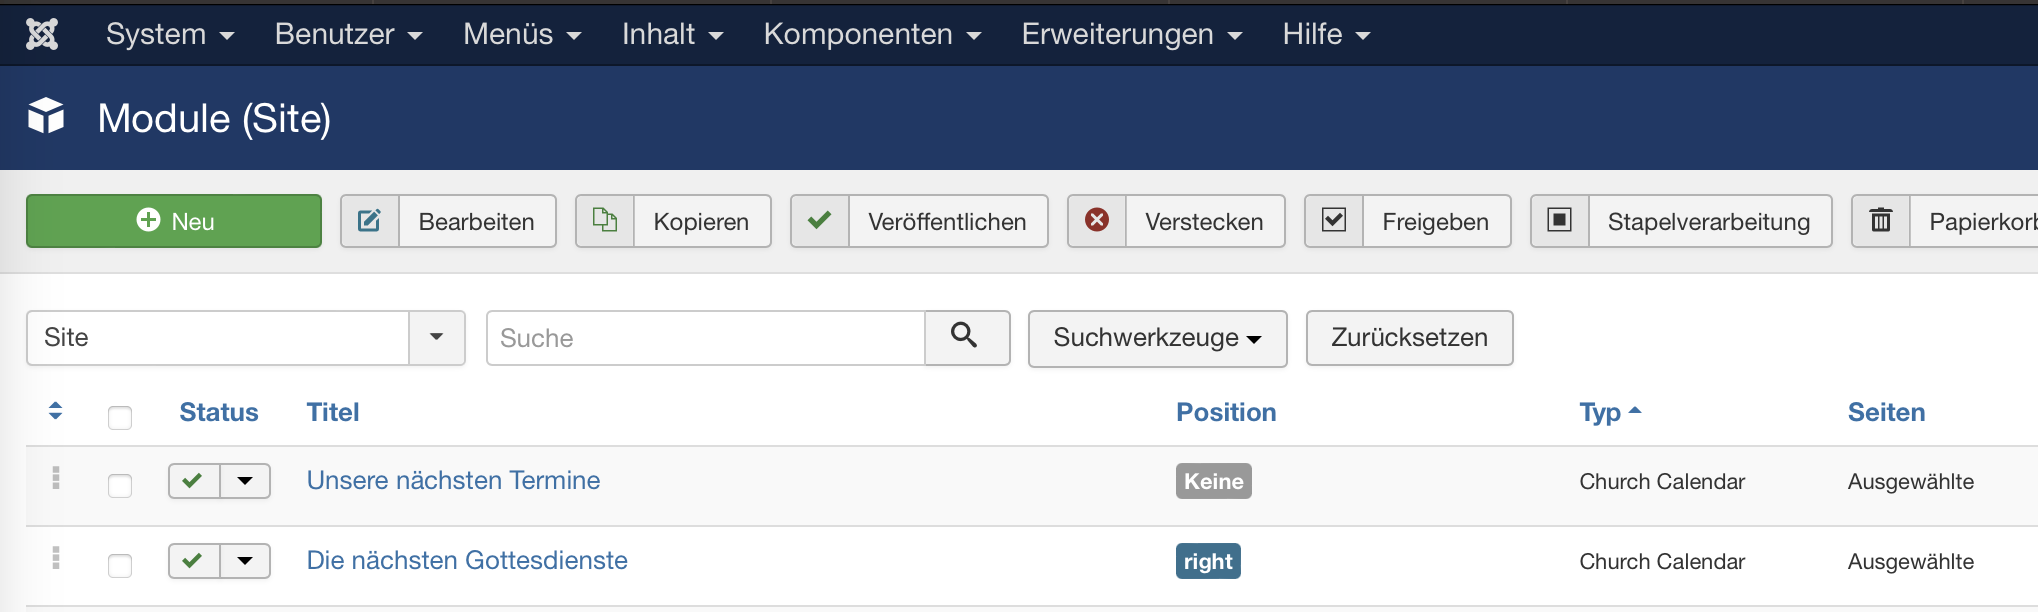 System Benutzer Menüs Inhalt Komponenten Erweiterungen Hilfe
Module (Site)
Neu Bearbeiten Kopieren Veröffentlichen Verstecken Freigeben Stapelverarbeitung Papierkorb
Site Suche Suchwerkzeuge Zurücksetzen
Status Titel Position Typ Seiten
Unsere nächsten Termine Keine Church Calendar Ausgewählte
Die nächsten Gottesdienste right Church Calendar Ausgewählte